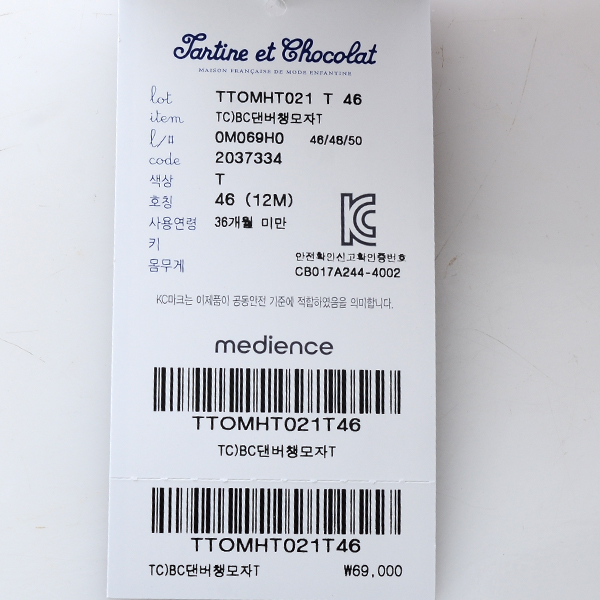 Tartine et Chocolat
MAISON FRANÇAISE DE MODE ENFANTINE
lot TTOMHT021 T 46
item TC)BC댄버챙모자T
l/# 0M069H0 46/48/50
code 2037334
색상 T
호칭 46 (12M)
사용연령 36개월 미만
키
몸무게
안전확인신고확인증번호
CB017A244-4002
KC마크는 이제품이 공동안전 기준에 적합하였음을 의미합니다.
medience
TTOMHT021T46
TC)BC댄버챙모자T
TTOMHT021T46
TC)BC댄버챙모자T ₩69,000